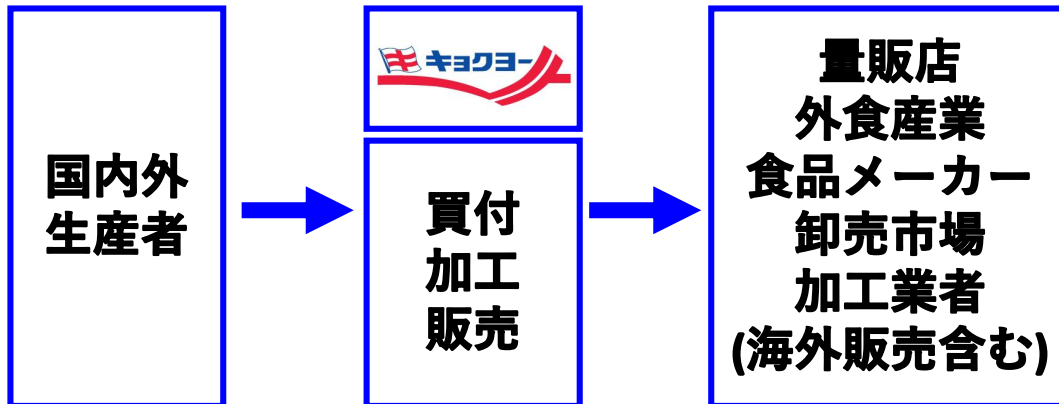 国内外
生産者
キョクヨー
買付
加工
販売
量販店
外食産業
食品メーカー
卸売市場
加工業者
(海外販売含む)